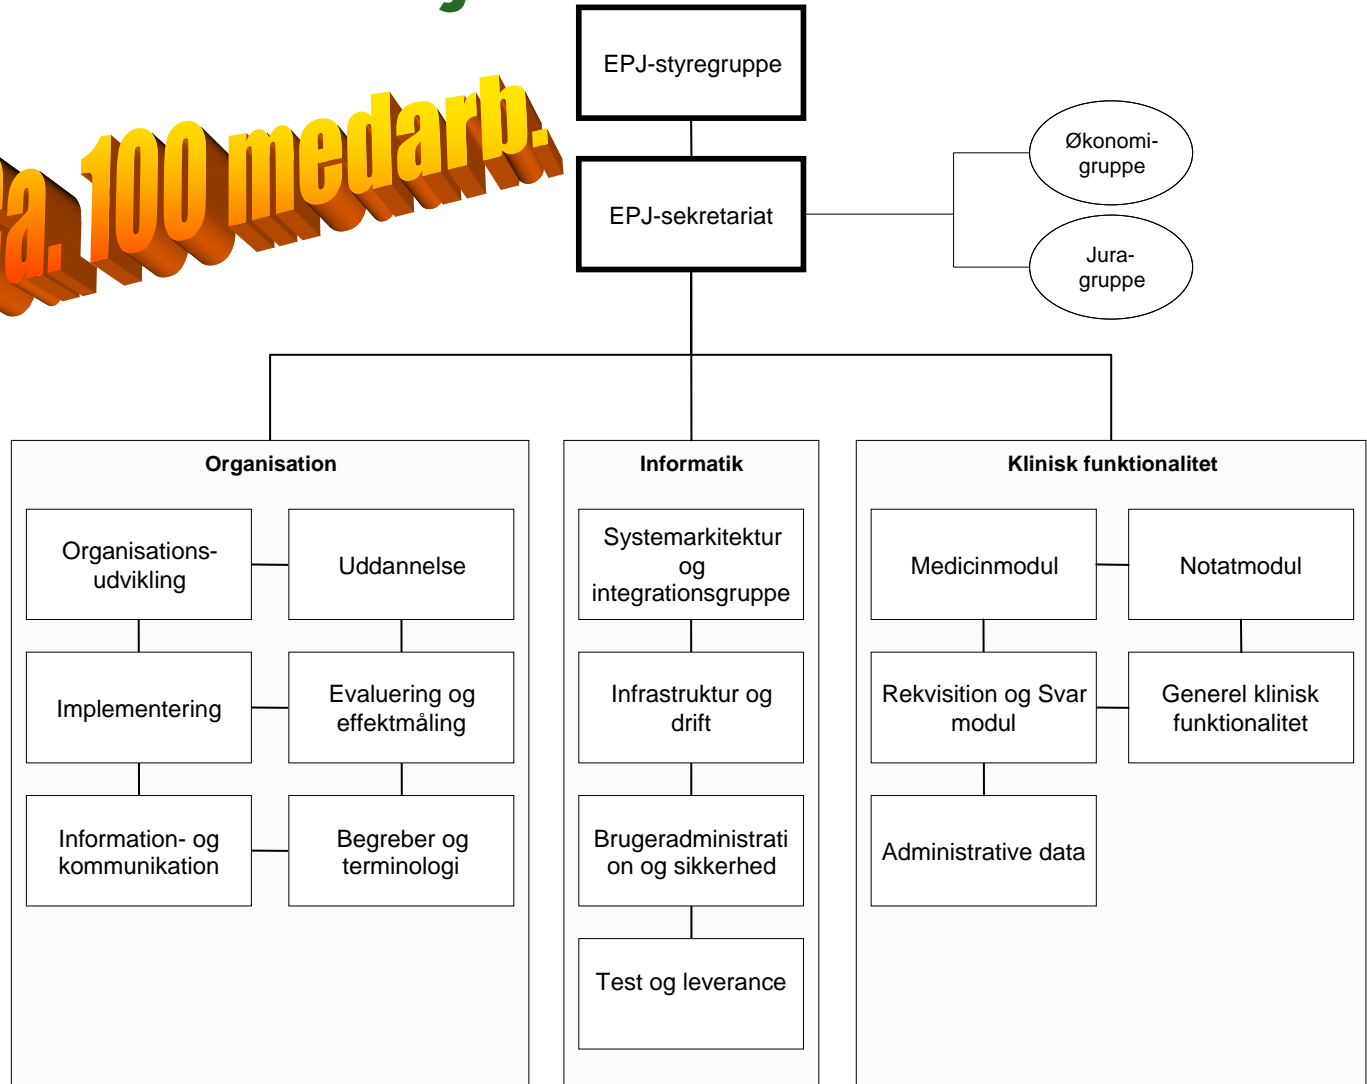 ca. 100 medarb.
EPJ-styregruppe
EPJ-sekretariat
Økonomi-
gruppe
Jura-
gruppe
Organisation
Organisations-
udvikling
Uddannelse
Implementering
Evaluering og
effektmåling
Information- og
kommunikation
Begreber og
terminologi
Informatik
Systemarkitektur
og
integrationsgruppe
Infrastruktur og
drift
Brugeradministrati
on og sikkerhed
Test og leverance
Klinisk funktionalitet
Medicinmodul
Notatmodul
Rekvisition og Svar
modul
Generel klinisk
funktionalitet
Administrative data